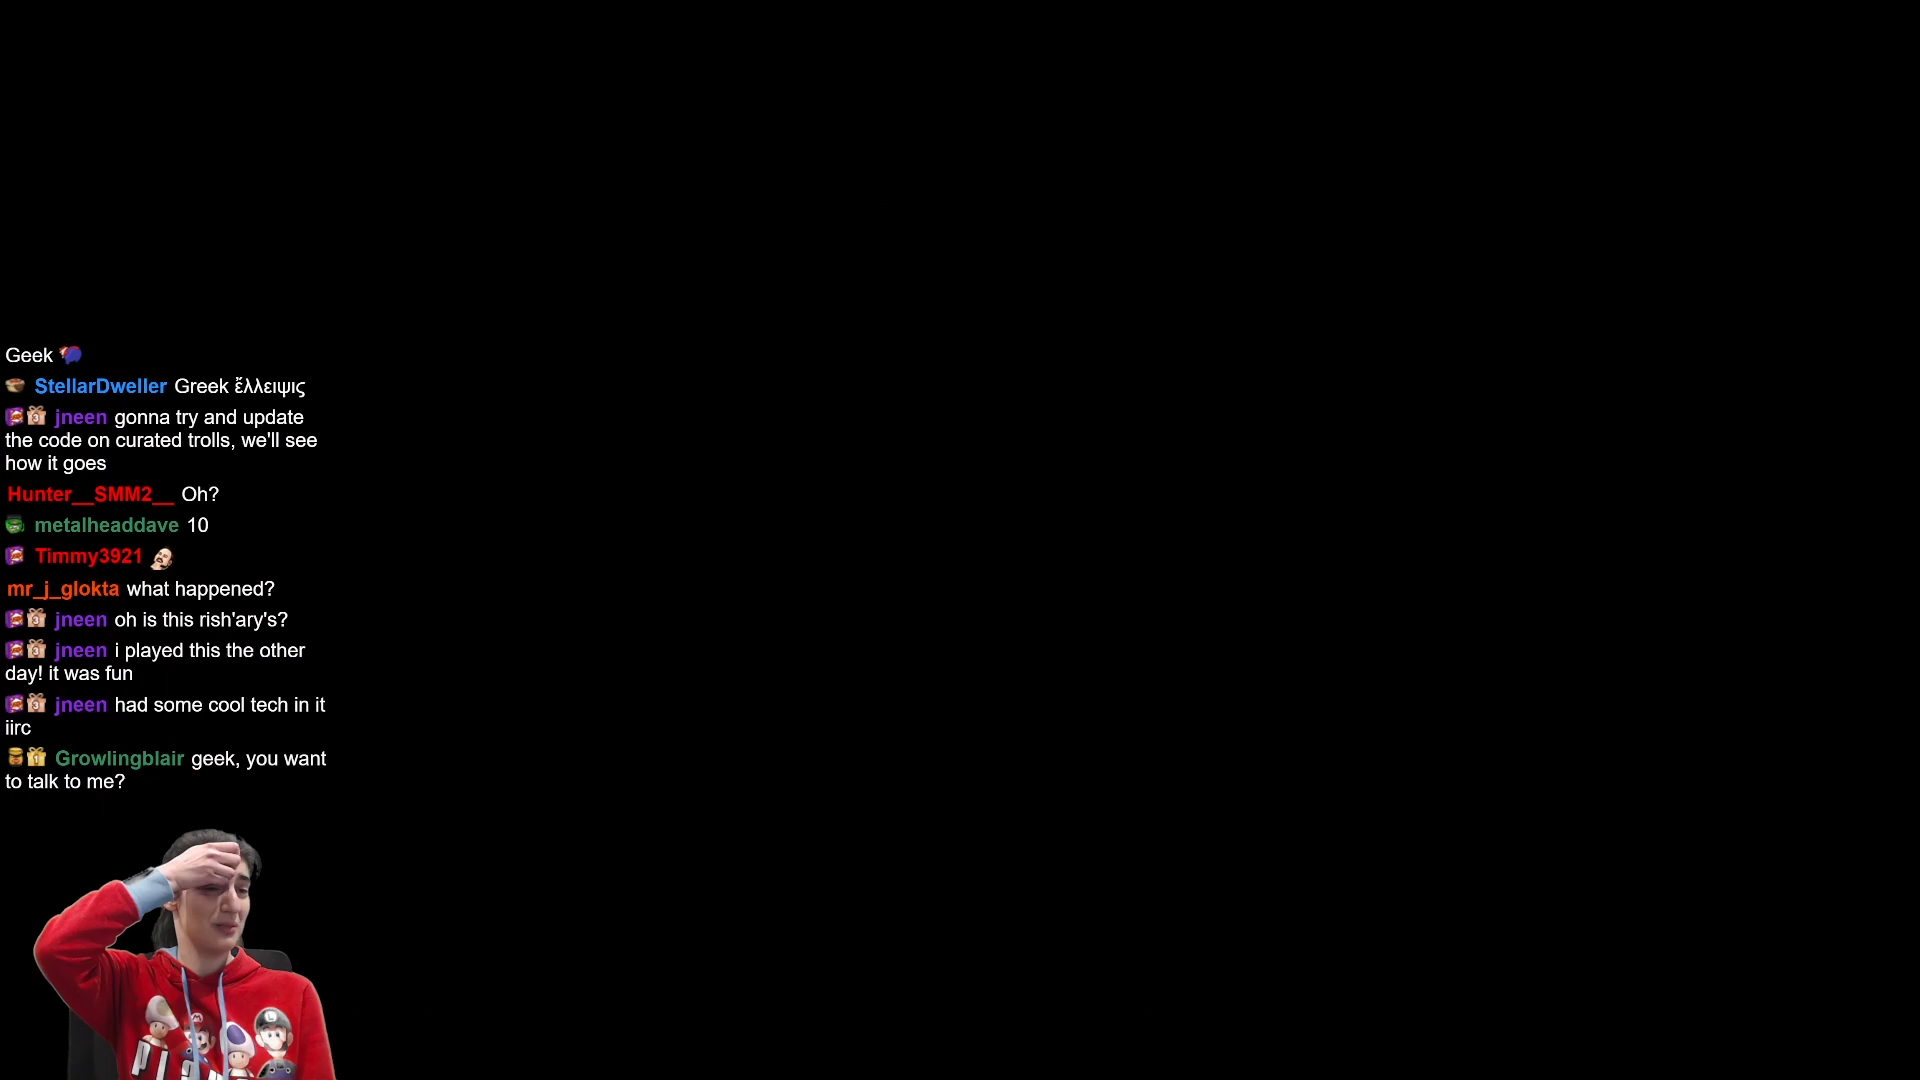 Geek
StellarDweller Greek ἔλλειψις
jneen gonna try and update
the code on curated trolls, we'll see
how it goes
Hunter__SMM2__ Oh?
metalheaddave 10
Timmy3921
mr_j_glokta what happened?
jneen oh is this rish'ary's?
jneen i played this the other
day! it was fun
jneen had some cool tech in it
iirc
Growlingblair geek, you want
to talk to me?